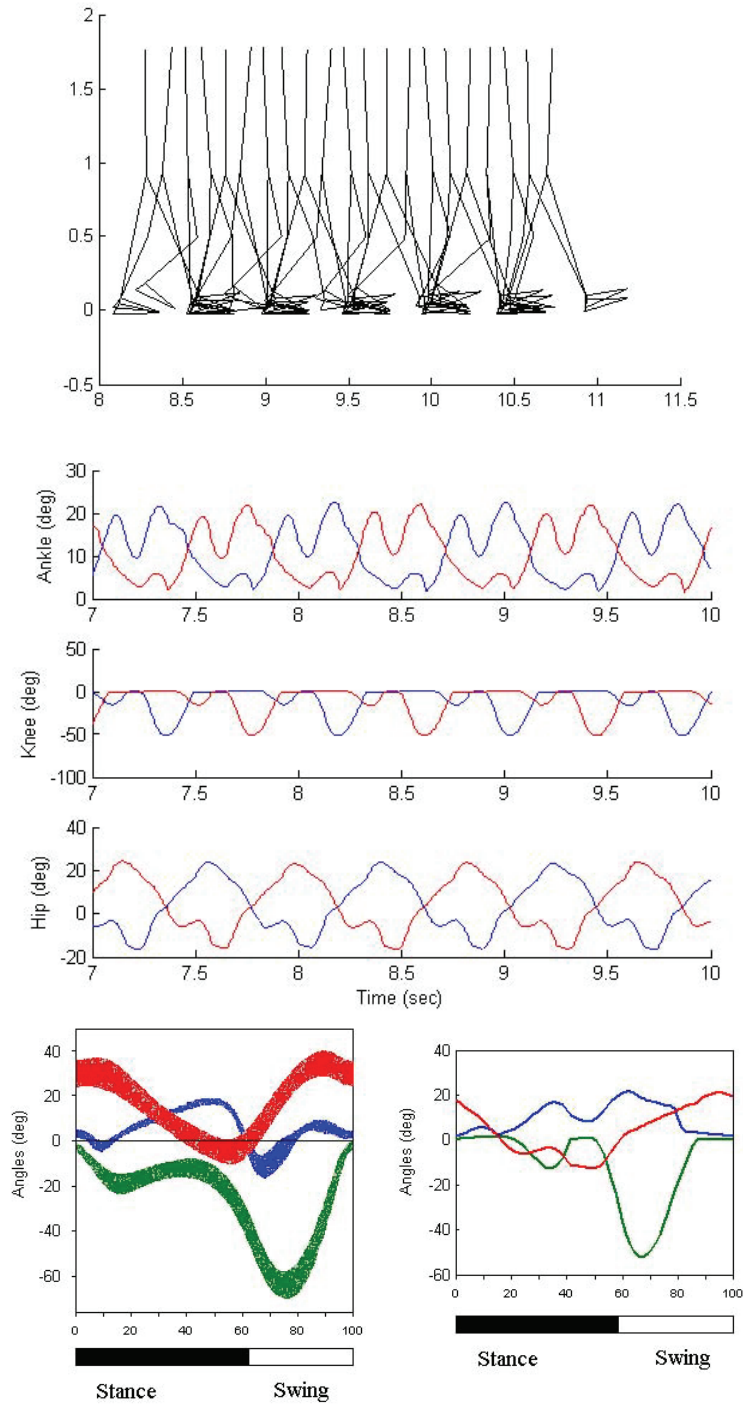 2
1.5
1
0.5
0
-0.5
8 8.5 9 9.5 10 10.5 11 11.5
Ankle (deg)
30
20
10
0
7 7.5 8 8.5 9 9.5 10
Knee (deg)
50
0
-50
-100
7 7.5 8 8.5 9 9.5 10
Hip (deg)
40
20
0
-20
7 7.5 8 8.5 9 9.5 10
Time (sec)
Angles (deg)
40
20
0
-20
-40
-60
0 20 40 60 80 100
Stance Swing
Angles (deg)
40
20
0
-20
-40
-60
0 20 40 60 80 100
Stance Swing